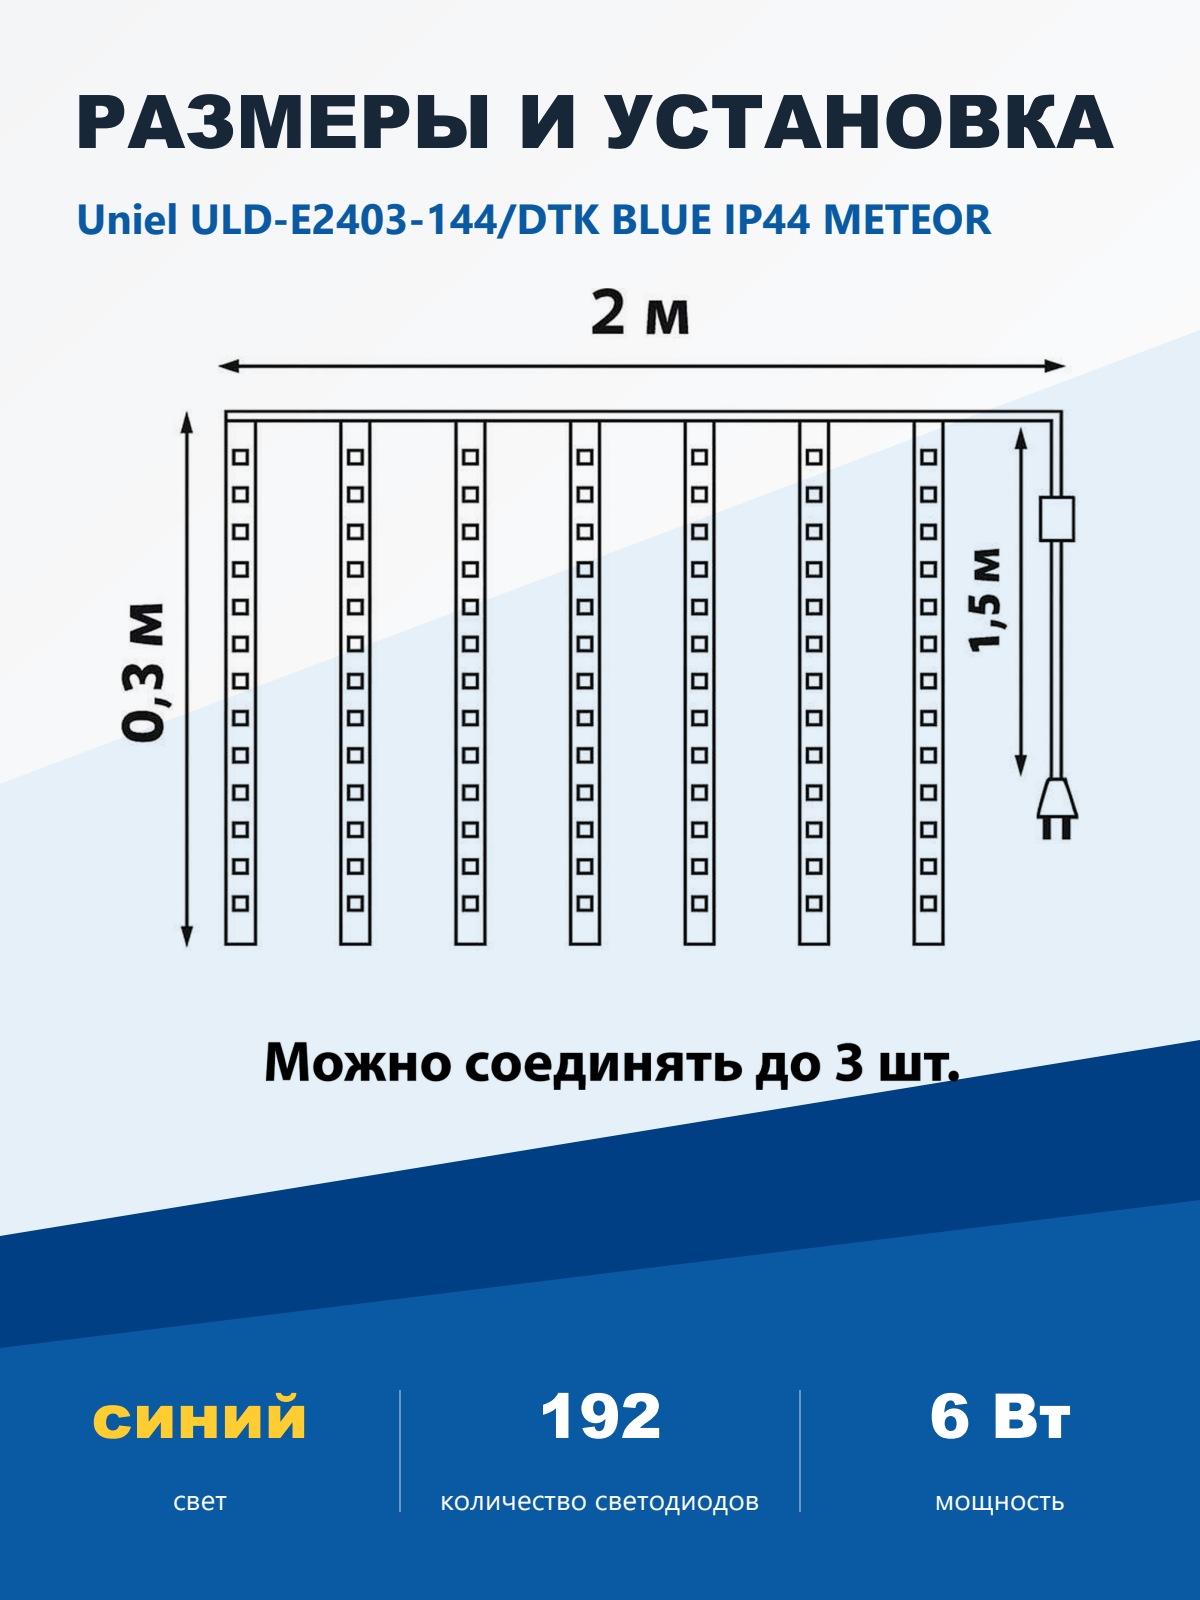 РАЗМЕРЫ И УСТАНОВКА
Uniel ULD-E2403-144/DTK BLUE IP44 METEOR
2 м
0,3 м
1,5 м
Можно соединять до 3 шт.
синий
свет
192
количество светодиодов
6 Вт
мощность